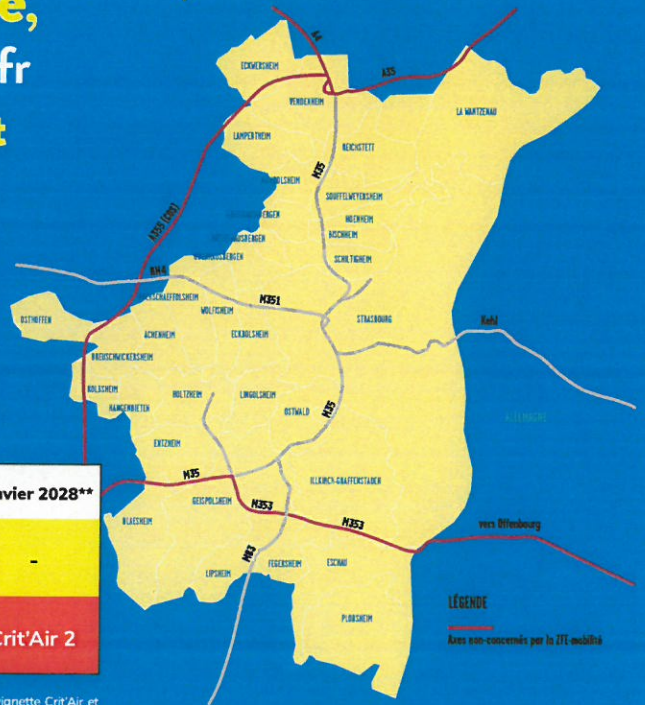 e,
fr
t
A4
A35
ECKWERSHEIM
VENDENHEIM
LA WANTZENAU
LAMPERTHEIM
REICHSTETT
M35
SOUFFELWEYERSHEIM
HOENHEIM
BISCHHEIM
SCHILTIGHEIM
A355 (COS)
RN4
M351
OSTHOFFEN
WOLFISHEIM
STRASBOURG
Kehl
ACHENHEIM
ECKBOLSHEIM
BREUSCHWICKERSHEIM
KOLBSHEIM
HANGENBIETEN
HOLTZHEIM
LINGOLSHEIM
OSTWALD
M35
ALLEMAGNE
ENTZHEIM
M35
ILLKIRCH-GRAFFENSTADEN
GEISPOLSHEIM
M353
M353
vers Offenbourg
BLAESHEIM
M83
LIPSHEIM
FEGERSHEIM
ESCHAU
PLOBSHEIM
LÉGENDE
Axes non-concernés par la ZFE-mobilité
nvier 2028**
-
Crit'Air 2
vignette Crit'Air et